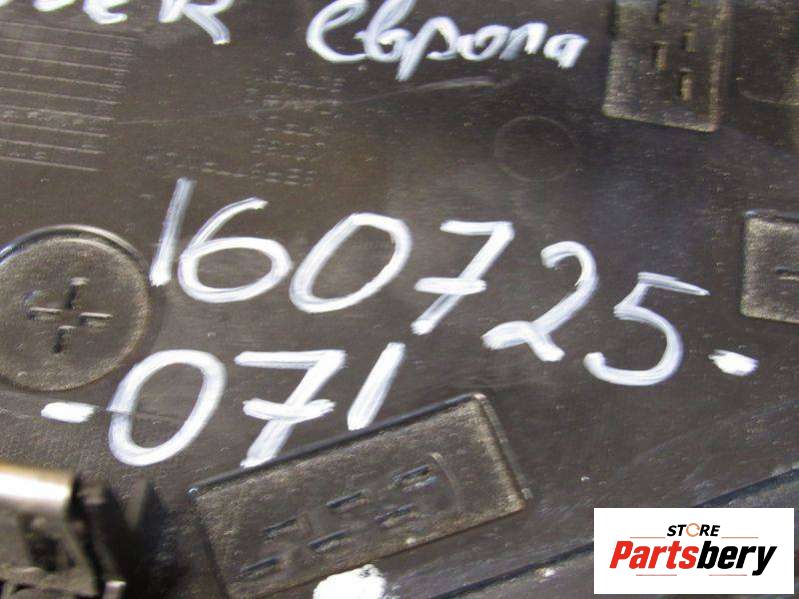 Европа
160725-
-071
STORE
Partsbery